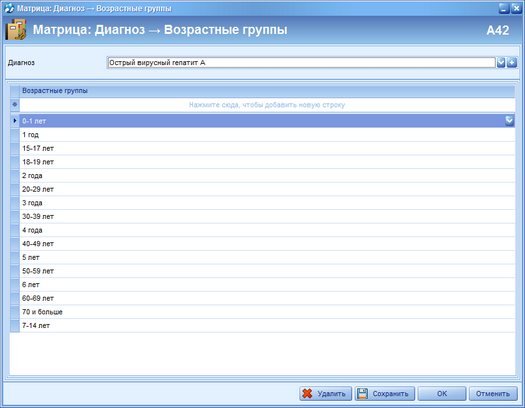 Матрица: Диагноз → Возрастные группы
Матрица: Диагноз → Возрастные группы
A42
Диагноз
Острый вирусный гепатит А
Возрастные группы
Нажмите сюда, чтобы добавить новую строку
0-1 лет
1 год
15-17 лет
18-19 лет
2 года
20-29 лет
3 года
30-39 лет
4 года
40-49 лет
5 лет
50-59 лет
6 лет
60-69 лет
70 и больше
7-14 лет
Удалить
Сохранить
OK
Отменить